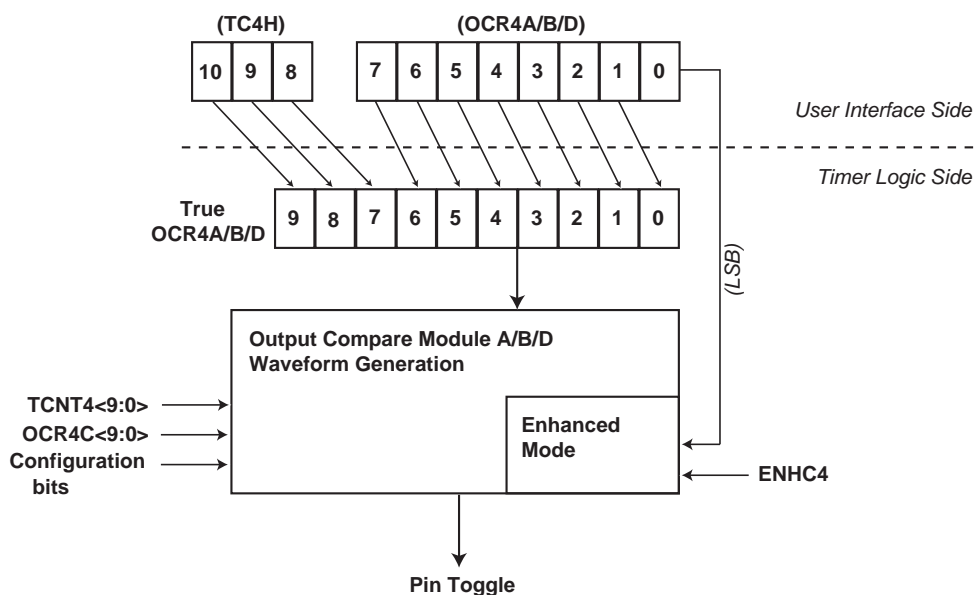 (TC4H) (OCR4A/B/D)
10 9 8 7 6 5 4 3 2 1 0
User Interface Side
Timer Logic Side
True
OCR4A/B/D
9 8 7 6 5 4 3 2 1 0
(LSB)
Output Compare Module A/B/D
Waveform Generation
TCNT4<9:0>
OCR4C<9:0>
Configuration
bits
Enhanced
Mode
ENHC4
Pin Toggle